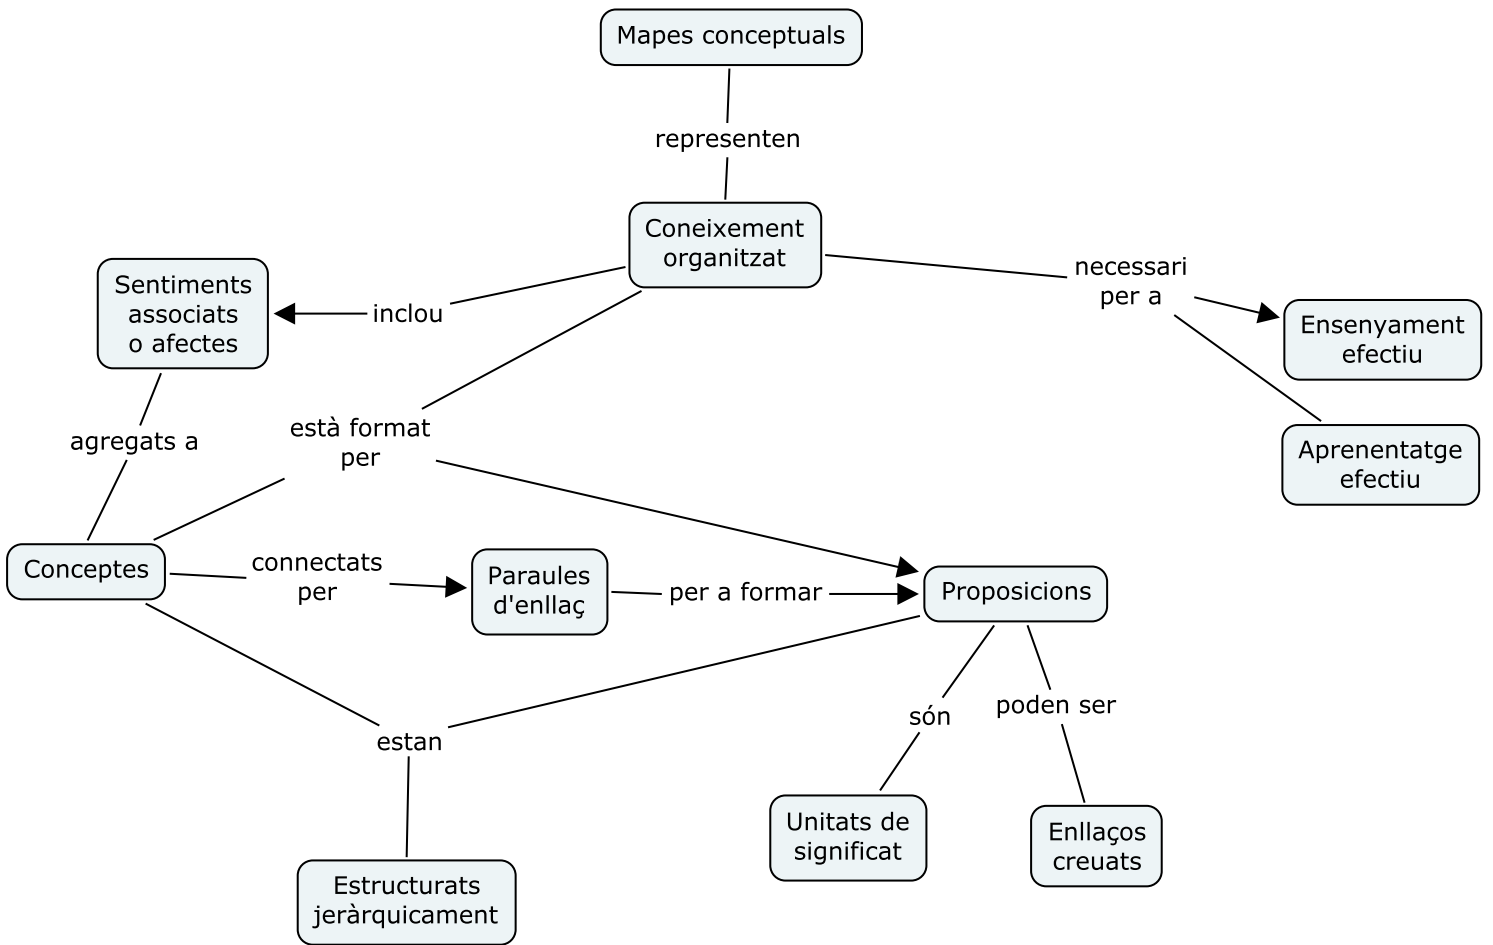 Mapes conceptuals
representen
Coneixement
organitzat
necessari
per a
Sentiments
associats
o afectes
inclou
Ensenyament
efectiu
està format
per
agregats a
Aprenentatge
efectiu
Conceptes
connectats
per
Paraules
d'enllaç
per a formar
Proposicions
són
poden ser
estan
Unitats de
significat
Enllaços
creuats
Estructurats
jeràrquicament